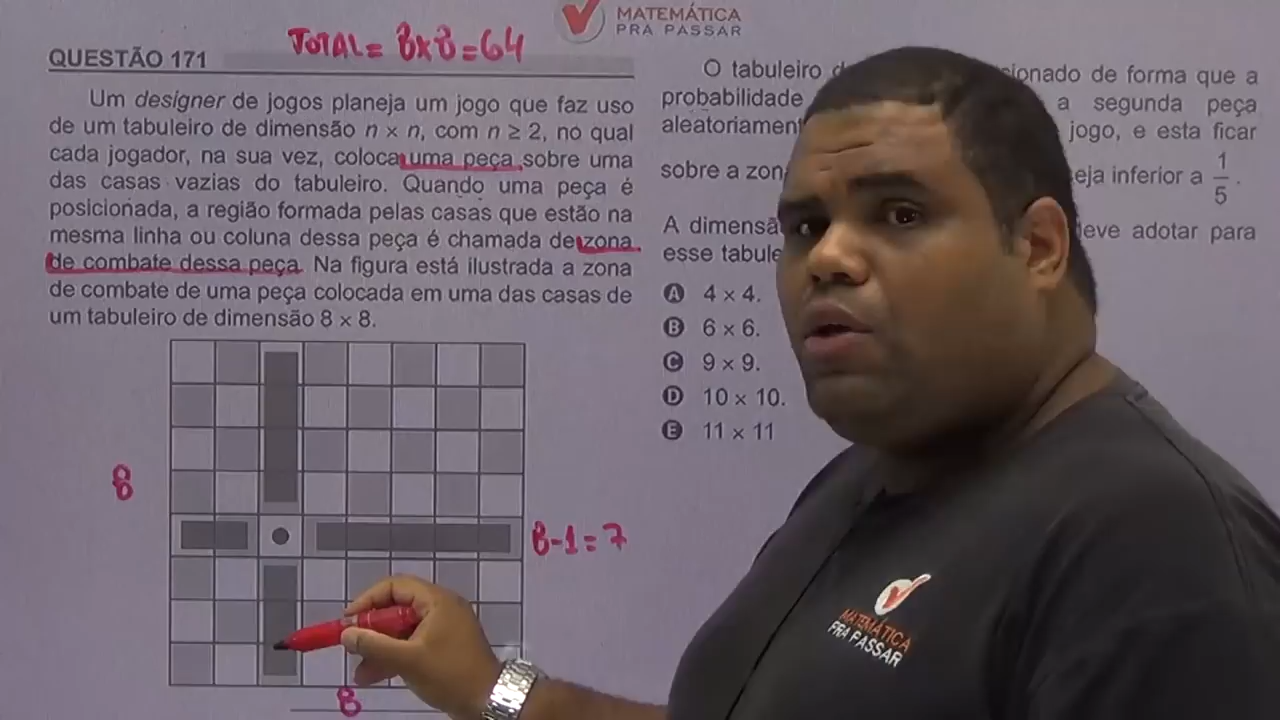 MATEMÁTICA
PRA PASSAR
TOTAL = 8x8 = 64
QUESTÃO 171
Um designer de jogos planeja um jogo que faz uso
de um tabuleiro de dimensão n × n, com n ≥ 2, no qual
cada jogador, na sua vez, coloca uma peça sobre uma
das casas vazias do tabuleiro. Quando uma peça é
posicionada, a região formada pelas casas que estão na
mesma linha ou coluna dessa peça é chamada de zona
de combate dessa peça. Na figura está ilustrada a zona
de combate de uma peça colocada em uma das casas de
um tabuleiro de dimensão 8 × 8.
8
8-1=7
8
O tabuleiro
sionado de forma que a
probabilidade
a segunda peça
aleatoriament
jogo, e esta ficar
sobre a zon
eja inferior a 1/5.
A dimensã
eve adotar para
esse tabule
A 4 × 4.
B 6 × 6.
C 9 × 9.
D 10 × 10.
E 11 × 11
MATEMÁTICA
PRA PASSAR